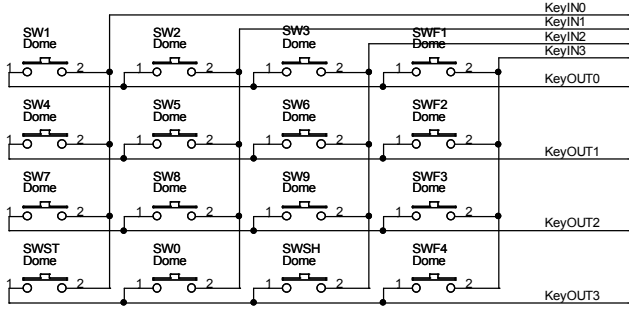 KeyIN0
KeyIN1
KeyIN2
KeyIN3
SW1 SW2 SW3 SWF1
Dome Dome Dome Dome
1 2 1 2 1 2 1 2
KeyOUT0
SW4 SW5 SW6 SWF2
Dome Dome Dome Dome
1 2 1 2 1 2 1 2
KeyOUT1
SW7 SW8 SW9 SWF3
Dome Dome Dome Dome
1 2 1 2 1 2 1 2
KeyOUT2
SWST SW0 SWSH SWF4
Dome Dome Dome Dome
1 2 1 2 1 2 1 2
KeyOUT3